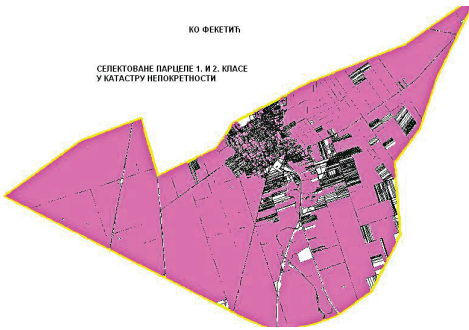 КО ФЕКЕТИЋ
СЕЛЕКТОВАНЕ ПАРЦЕЛЕ 1. И 2. КЛАСЕ
У КАТАСТРУ НЕПОКРЕТНОСТИ